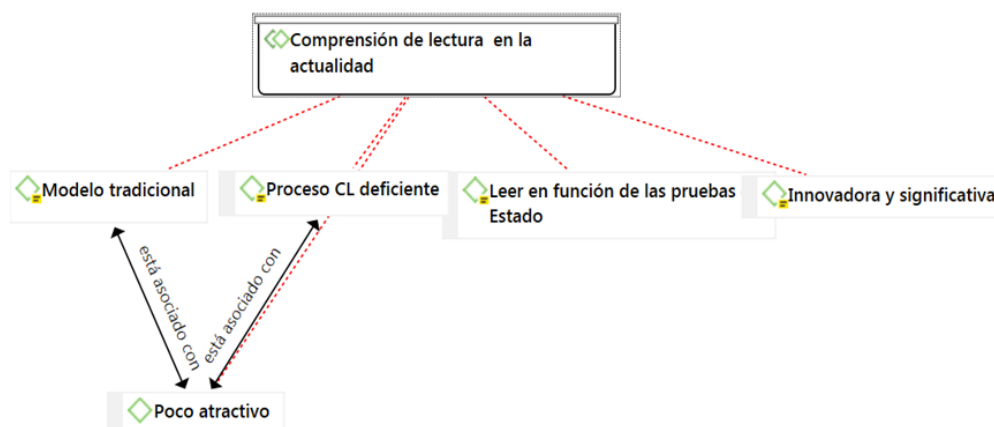 Comprensión de lectura en la
actualidad
Modelo tradicional
Proceso CL deficiente
Leer en función de las pruebas
Estado
Innovadora y significativa
está asociado con
está asociado con
Poco atractivo